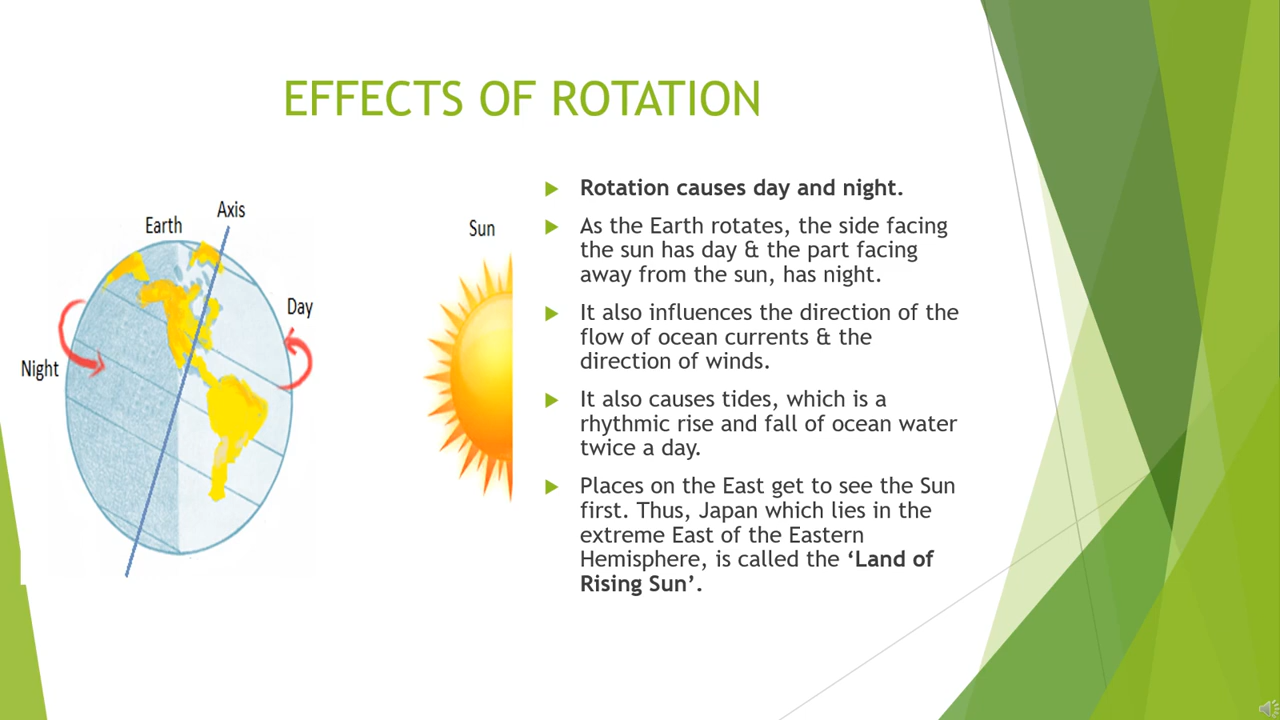 EFFECTS OF ROTATION
Axis
Earth
Sun
Day
Night
Rotation causes day and night.
As the Earth rotates, the side facing
the sun has day & the part facing
away from the sun, has night.
It also influences the direction of the
flow of ocean currents & the
direction of winds.
It also causes tides, which is a
rhythmic rise and fall of ocean water
twice a day.
Places on the East get to see the Sun
first. Thus, Japan which lies in the
extreme East of the Eastern
Hemisphere, is called the ‘Land of
Rising Sun’.